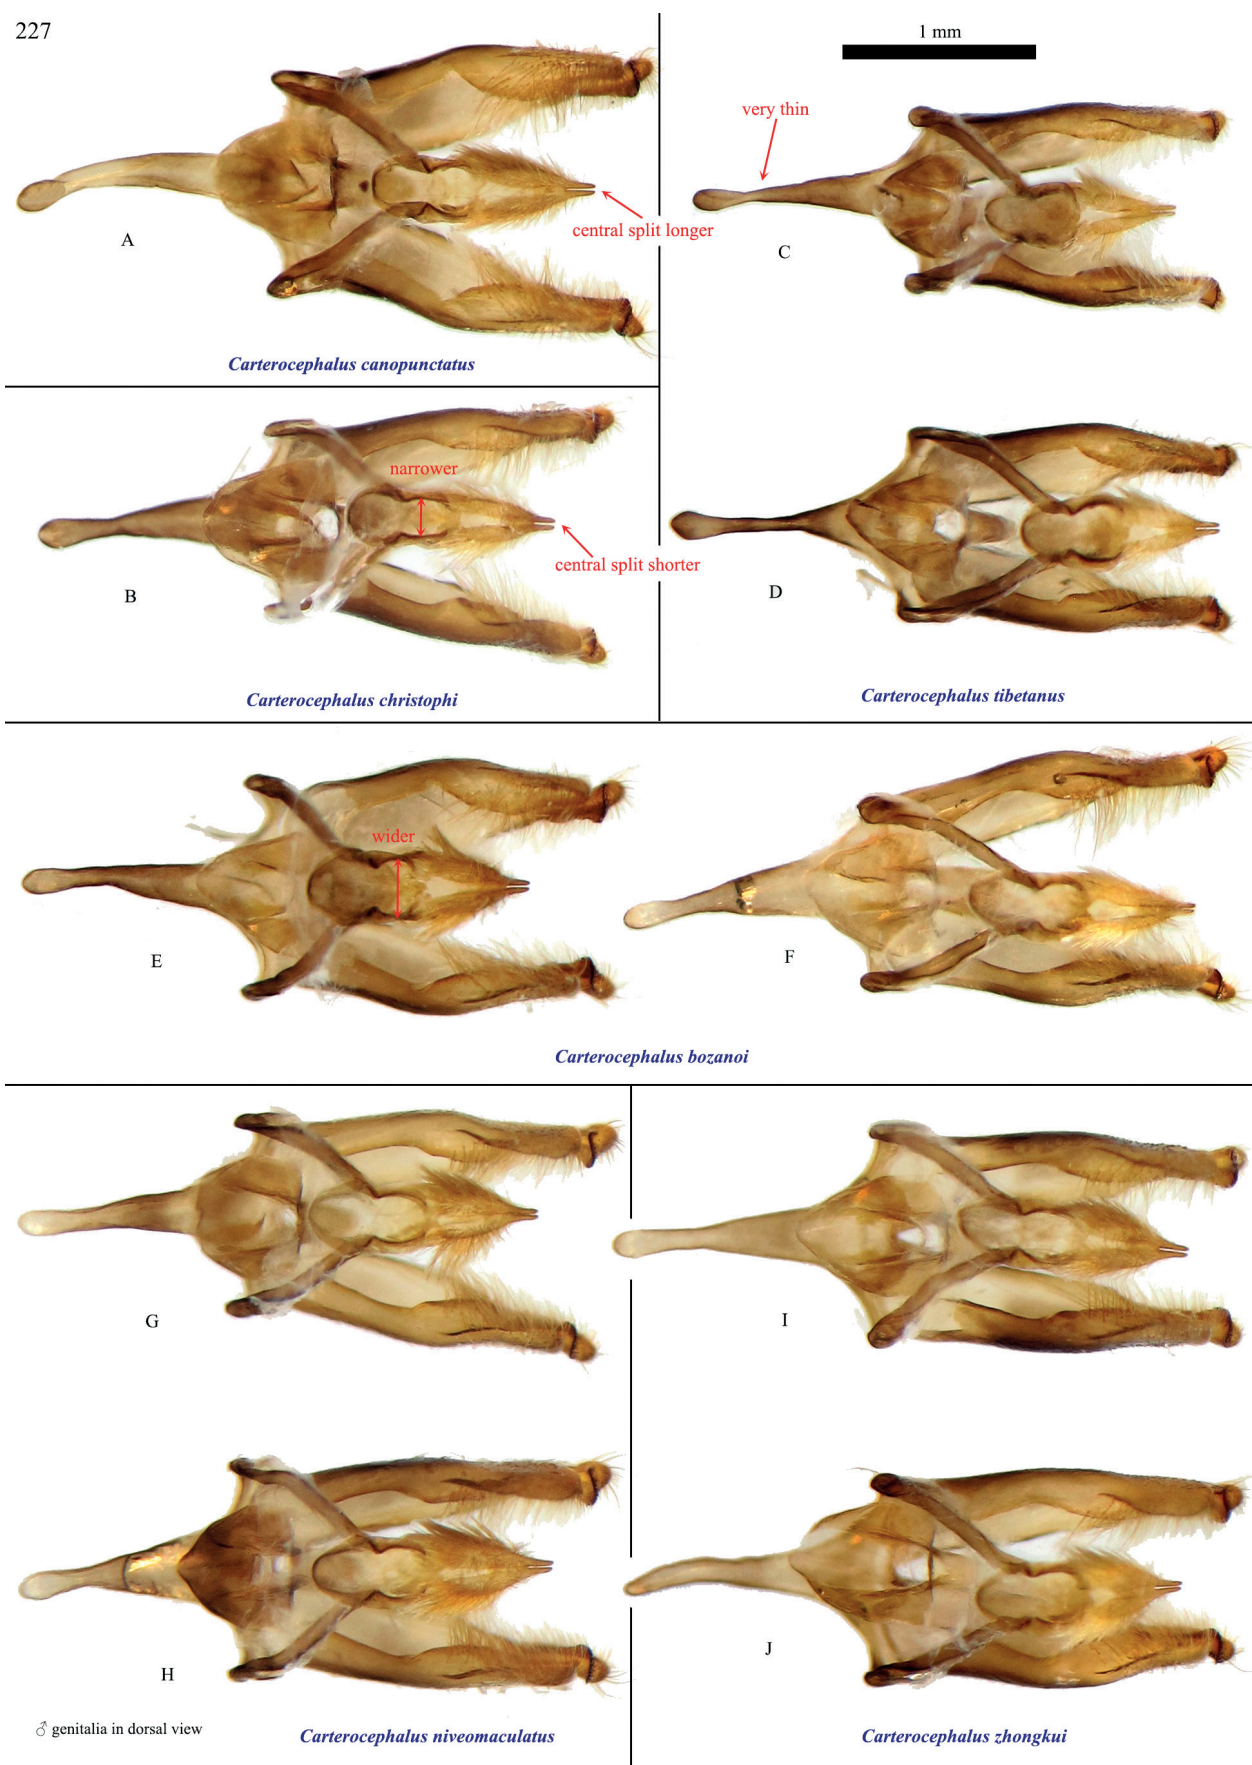 227
1 mm
very thin
central split longer
A
C
Carterocephalus canopunctatus
narrower
central split shorter
B
D
Carterocephalus christophi
Carterocephalus tibetanus
wider
E
F
Carterocephalus bozanoi
G
I
H
J
♂ genitalia in dorsal view
Carterocephalus niveomaculatus
Carterocephalus zhongkui